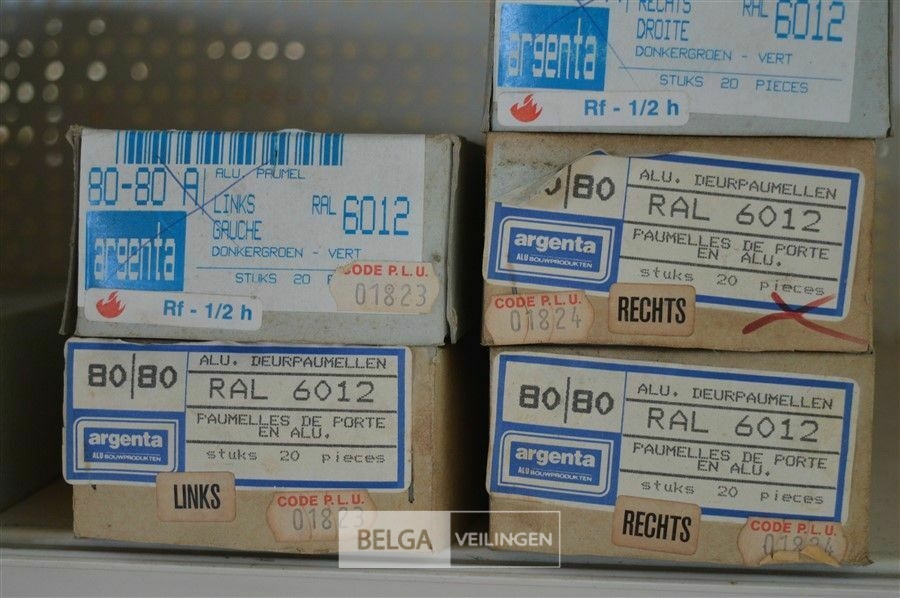 RECHTS
DROITE
RAL 6012
DONKERGROEN - VERT
STUKS 20 PIECES
argenta
Rf - 1/2 h
80-80 A
ALU. PAUMEL
LINKS
GAUCHE
RAL 6012
DONKERGROEN - VERT
STUKS 20
argenta
Rf - 1/2 h
CODE P.L.U.
01823
80
ALU. DEURPAUMELLEN
RAL 6012
PAUMELLES DE PORTE
EN ALU.
stuks 20 pieces
argenta
ALU BOUWPRODUKTEN
CODE P.L.U.
01824
RECHTS
80|80
ALU. DEURPAUMELLEN
RAL 6012
PAUMELLES DE PORTE
EN ALU.
stuks 20 pieces
argenta
ALU BOUWPRODUKTEN
LINKS
CODE P.L.U.
01823
80|80
ALU. DEURPAUMELLEN
RAL 6012
PAUMELLES DE PORTE
EN ALU.
stuks 20 pieces
argenta
ALU BOUWPRODUKTEN
RECHTS
CODE P.L.U.
01824
BELGA VEILINGEN